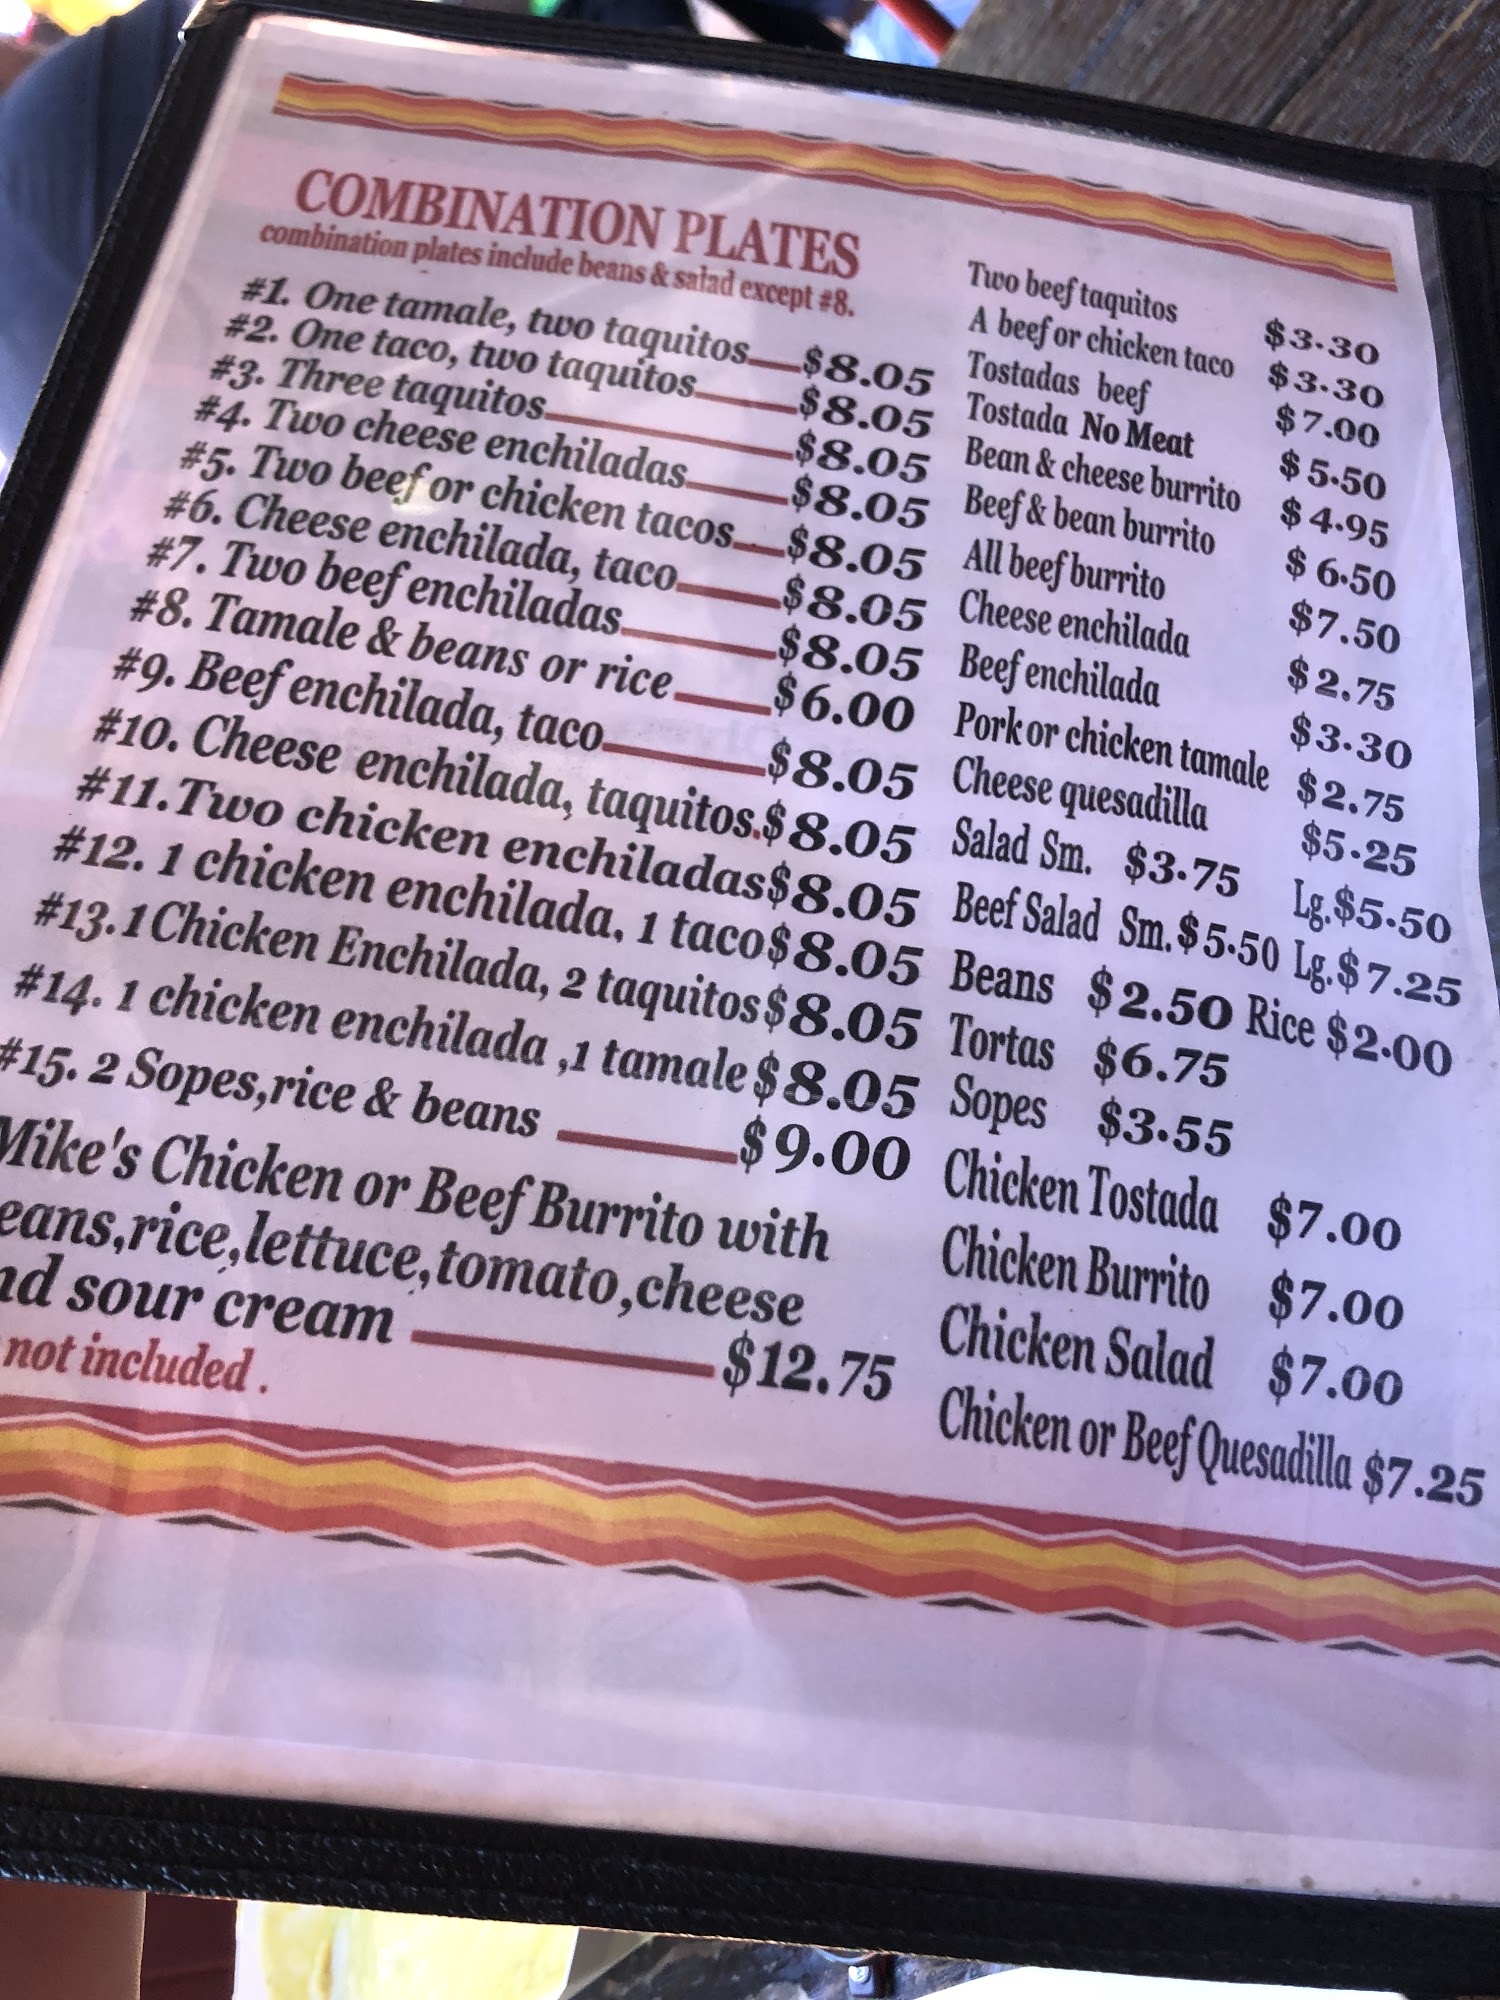 COMBINATION PLATES
combination plates include beans & salad except #8.
#1. One tamale, two taquitos $8.05
#2. One taco, two taquitos $8.05
#3. Three taquitos $8.05
#4. Two cheese enchiladas $8.05
#5. Two beef or chicken tacos $8.05
#6. Cheese enchilada, taco $8.05
#7. Two beef enchiladas $8.05
#8. Tamale & beans or rice $6.00
#9. Beef enchilada, taco $8.05
#10. Cheese enchilada, taquitos. $8.05
#11. Two chicken enchiladas $8.05
#12. 1 chicken enchilada, 1 taco $8.05
#13. 1 Chicken Enchilada, 2 taquitos $8.05
#14. 1 chicken enchilada ,1 tamale $8.05
#15. 2 Sopes,rice & beans $9.00
Mike's Chicken or Beef Burrito with
eans,rice,lettuce,tomato,cheese
nd sour cream $12.75
not included .
Two beef taquitos $3.30
A beef or chicken taco $3.30
Tostadas beef $7.00
Tostada No Meat $5.50
Bean & cheese burrito $4.95
Beef & bean burrito $6.50
All beef burrito $7.50
Cheese enchilada $2.75
Beef enchilada $3.30
Pork or chicken tamale $2.75
Cheese quesadilla $5.25
Salad Sm. $3.75 Lg.$5.50
Beef Salad Sm.$5.50 Lg.$7.25
Beans $2.50 Rice $2.00
Tortas $6.75
Sopes $3.55
Chicken Tostada $7.00
Chicken Burrito $7.00
Chicken Salad $7.00
Chicken or Beef Quesadilla $7.25